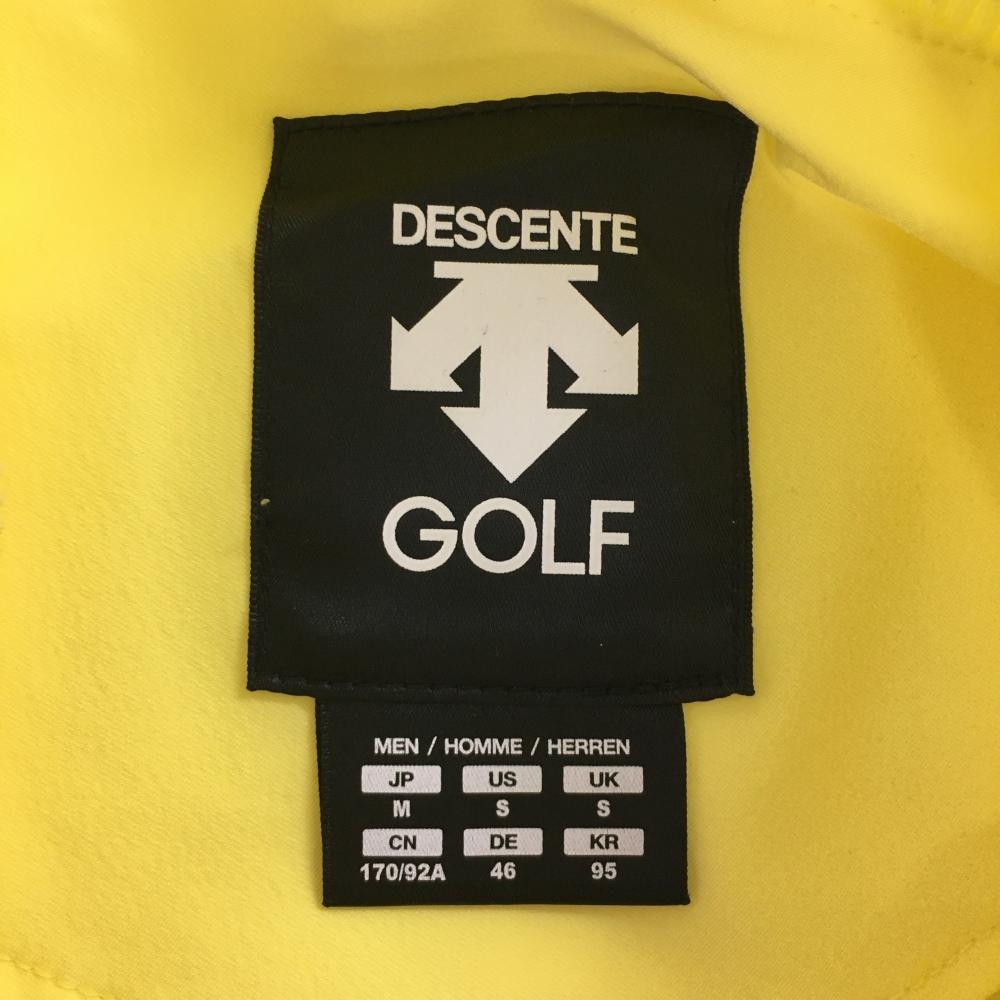 DESCENTE
GOLF
MEN / HOMME / HERREN
JP US UK
M S S
CN DE KR
170/92A 46 95